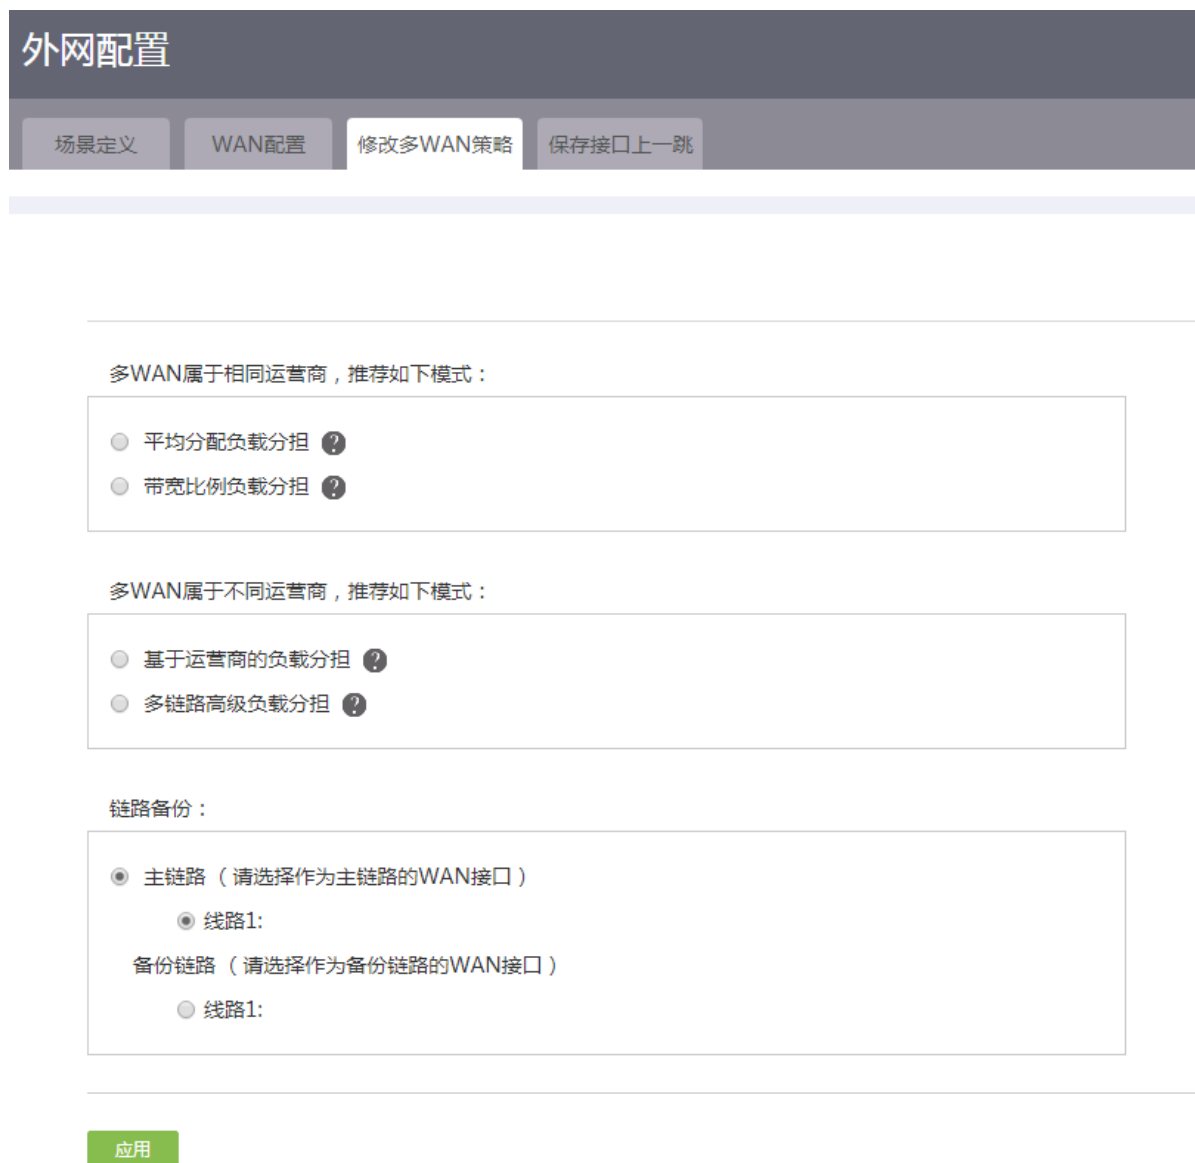 外网配置
场景定义 WAN配置 修改多WAN策略 保存接口上一跳
多WAN属于相同运营商，推荐如下模式：
平均分配负载分担 ?
带宽比例负载分担 ?
多WAN属于不同运营商，推荐如下模式：
基于运营商的负载分担 ?
多链路高级负载分担 ?
链路备份：
主链路（请选择作为主链路的WAN接口）
线路1:
备份链路（请选择作为备份链路的WAN接口）
线路1:
应用